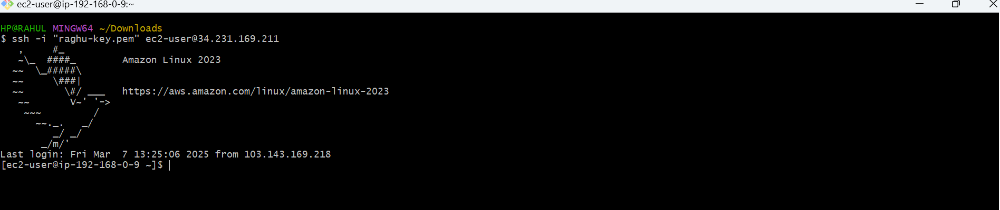 ec2-user@ip-192-168-0-9:~
HP@RAHUL MINGW64 ~/Downloads
$ ssh -i "raghu-key.pem" ec2-user@34.231.169.211
   ,     #_
   ~\_  ####_        Amazon Linux 2023
  ~~  \_#####\
  ~~     \###|
  ~~       \#/ ___   https://aws.amazon.com/linux/amazon-linux-2023
   ~~       V~' '->
    ~~~         /
      ~~._.   _/
         _/ _/
       _/m/'
Last login: Fri Mar  7 13:25:06 2025 from 103.143.169.218
[ec2-user@ip-192-168-0-9 ~]$